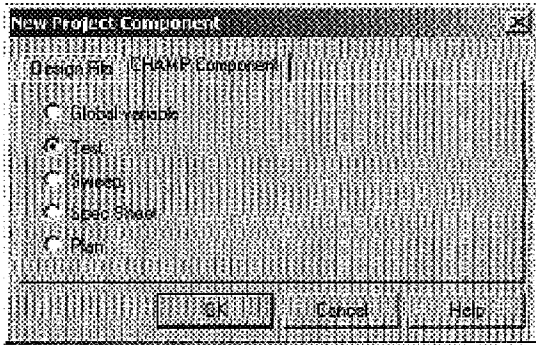 New Project Component
Design File CHAMP Component
Global variable
Test
Sweep
Spec Sheet
Plan
OK Cancel Help